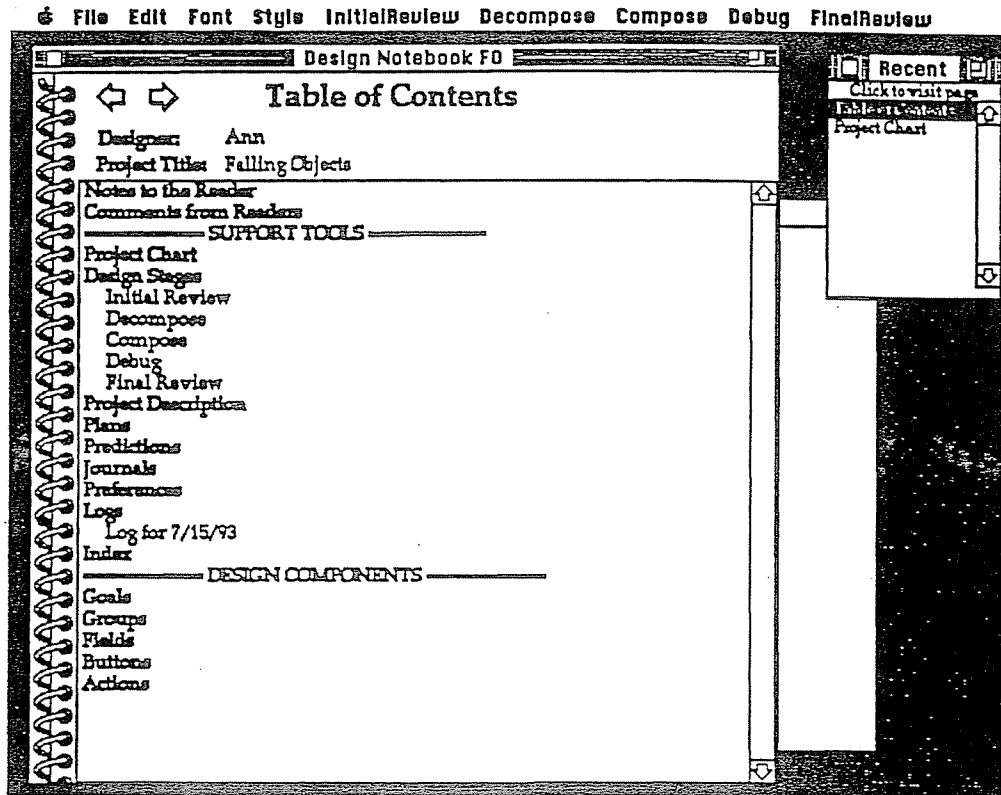 File Edit Font Style InitialReview Decompose Compose Debug FinalReview
Design Notebook FO
Table of Contents
Designer: Ann
Project Title: Falling Objects
Notes to the Reader
Comments from Readers
SUPPORT TOOLS
Project Chart
Design Stages
Initial Review
Decompose
Compose
Debug
Final Review
Project Description
Plans
Predictions
Journals
Preferences
Logs
Log for 7/15/93
Index
DESIGN COMPONENTS
Goals
Groups
Fields
Buttons
Actions
Recent
Click to visit page
Table of Contents
Project Chart